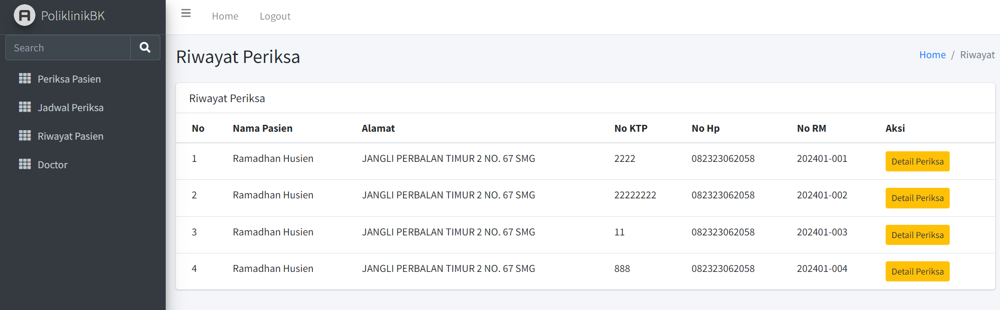 PoliklinikBK
Home Logout
Search
Periksa Pasien
Jadwal Periksa
Riwayat Pasien
Doctor
Riwayat Periksa
Home / Riwayat
Riwayat Periksa
No Nama Pasien Alamat No KTP No Hp No RM Aksi
1 Ramadhan Husien JANGLI PERBALAN TIMUR 2 NO. 67 SMG 2222 082323062058 202401-001 Detail Periksa
2 Ramadhan Husien JANGLI PERBALAN TIMUR 2 NO. 67 SMG 22222222 082323062058 202401-002 Detail Periksa
3 Ramadhan Husien JANGLI PERBALAN TIMUR 2 NO. 67 SMG 11 082323062058 202401-003 Detail Periksa
4 Ramadhan Husien JANGLI PERBALAN TIMUR 2 NO. 67 SMG 888 082323062058 202401-004 Detail Periksa